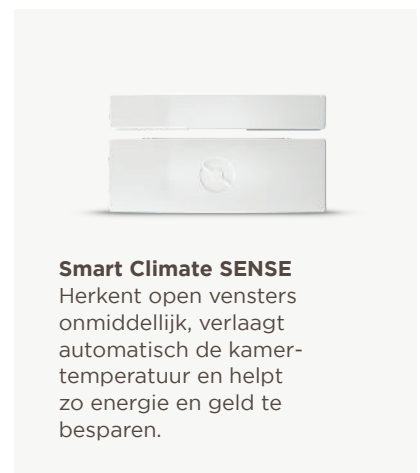 Smart Climate SENSE
Herkent open vensters
onmiddellijk, verlaagt
automatisch de kamer-
temperatuur en helpt
zo energie en geld te
besparen.